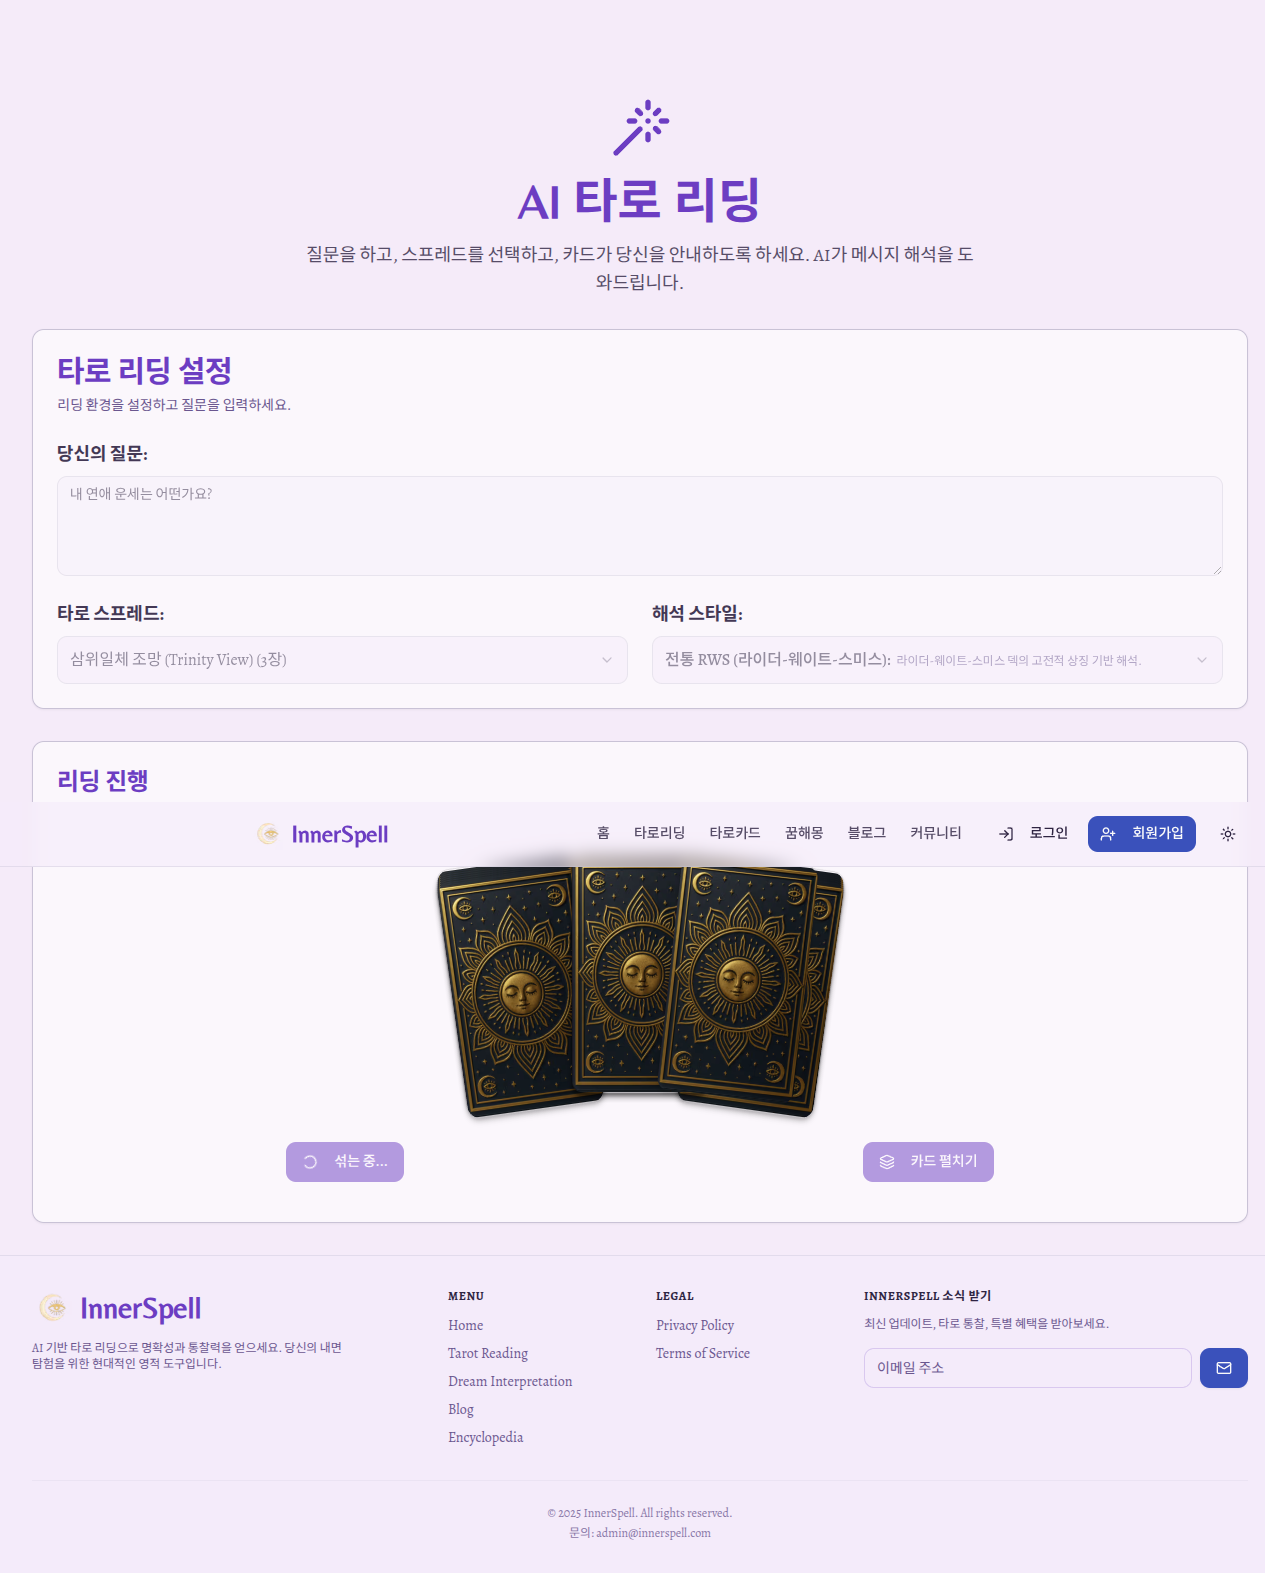 AI 타로 리딩
질문을 하고, 스프레드를 선택하고, 카드가 당신을 안내하도록 하세요. AI가 메시지 해석을 도
와드립니다.
타로 리딩 설정
리딩 환경을 설정하고 질문을 입력하세요.
당신의 질문:
내 연애 운세는 어떤가요?
타로 스프레드:
해석 스타일:
삼위일체 조망 (Trinity View) (3장)
전통 RWS (라이더-웨이트-스미스): 라이더-웨이트-스미스 덱의 고전적 상징 기반 해석.
리딩 진행
InnerSpell
홈 타로리딩 타로카드 꿈해몽 블로그 커뮤니티 로그인 회원가입
섞는 중...
카드 펼치기
InnerSpell
AI 기반 타로 리딩으로 명확성과 통찰력을 얻으세요. 당신의 내면
탐험을 위한 현대적인 영적 도구입니다.
MENU
Home
Tarot Reading
Dream Interpretation
Blog
Encyclopedia
LEGAL
Privacy Policy
Terms of Service
INNERSPELL 소식 받기
최신 업데이트, 타로 통찰, 특별 혜택을 받아보세요.
이메일 주소
© 2025 InnerSpell. All rights reserved.
문의: admin@innerspell.com